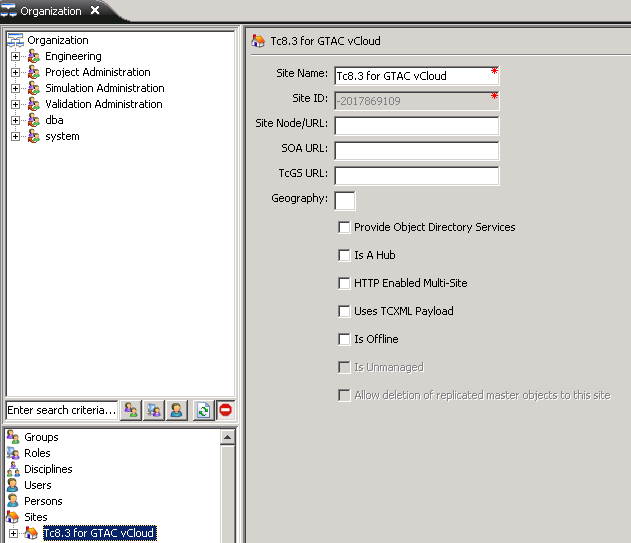 Organization
Organization
Engineering
Project Administration
Simulation Administration
Validation Administration
dba
system
Enter search criteria...
Groups
Roles
Disciplines
Users
Persons
Sites
Tc8.3 for GTAC vCloud
Tc8.3 for GTAC vCloud
Site Name: Tc8.3 for GTAC vCloud *
Site ID: -2017869109 *
Site Node/URL:
SOA URL:
TcGS URL:
Geography:
Provide Object Directory Services
Is A Hub
HTTP Enabled Multi-Site
Uses TCXML Payload
Is Offline
Is Unmanaged
Allow deletion of replicated master objects to this site